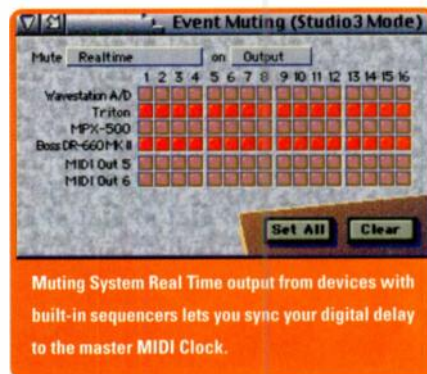 Event Muting (Studio3 Mode)
Mute Realtime on Output
1 2 3 4 5 6 7 8 9 10 11 12 13 14 15 16
Wavestation A/D
Triton
MPX-500
Boss DR-660 MK II
MIDI Out 5
MIDI Out 6
Set All Clear
Muting System Real Time output from devices with
built-in sequencers lets you sync your digital delay
to the master MIDI Clock.